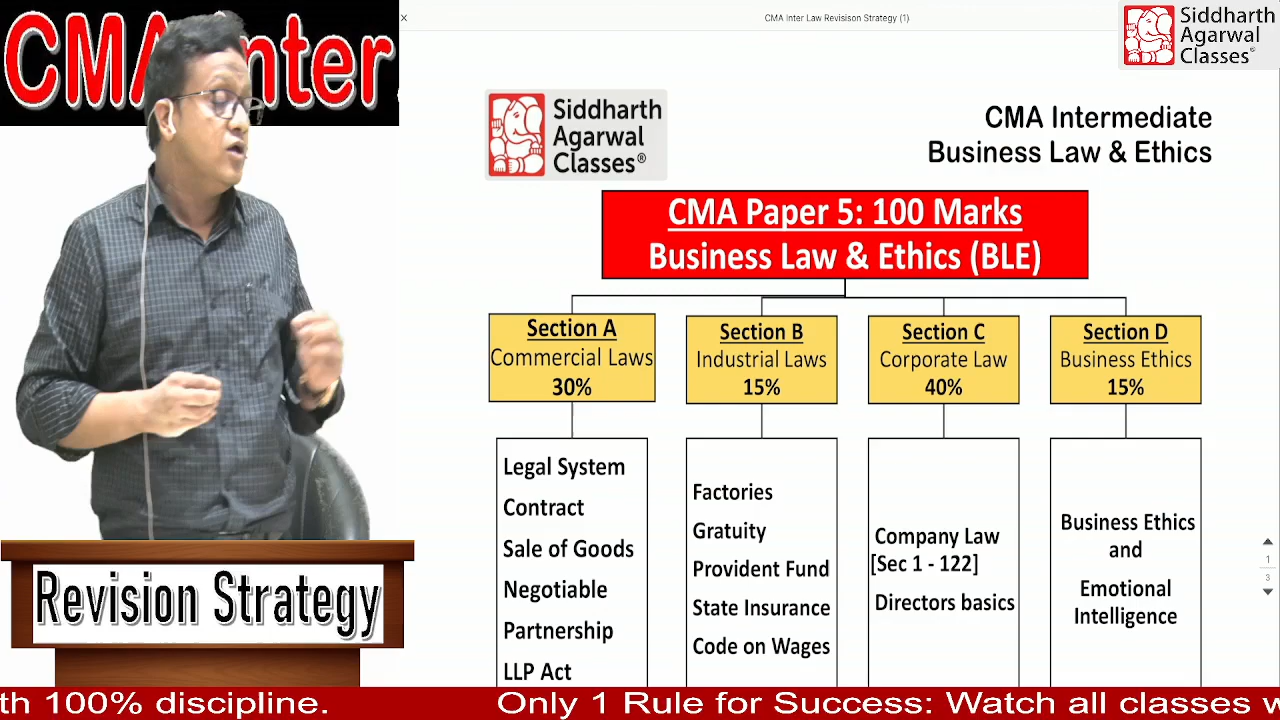 CMA Inter
CMA Inter Law Revisison Strategy (1)
Siddharth
Agarwal
Classes®
Siddharth
Agarwal
Classes®
CMA Intermediate
Business Law & Ethics
CMA Paper 5: 100 Marks
Business Law & Ethics (BLE)
Section A
Commercial Laws
30%
Section B
Industrial Laws
15%
Section C
Corporate Law
40%
Section D
Business Ethics
15%
Legal System
Contract
Sale of Goods
Negotiable
Partnership
LLP Act
Factories
Gratuity
Provident Fund
State Insurance
Code on Wages
Company Law
[Sec 1 - 122]
Directors basics
Business Ethics
and
Emotional
Intelligence
1
3
Revision Strategy
th 100% discipline.
Only 1 Rule for Success: Watch all classes w